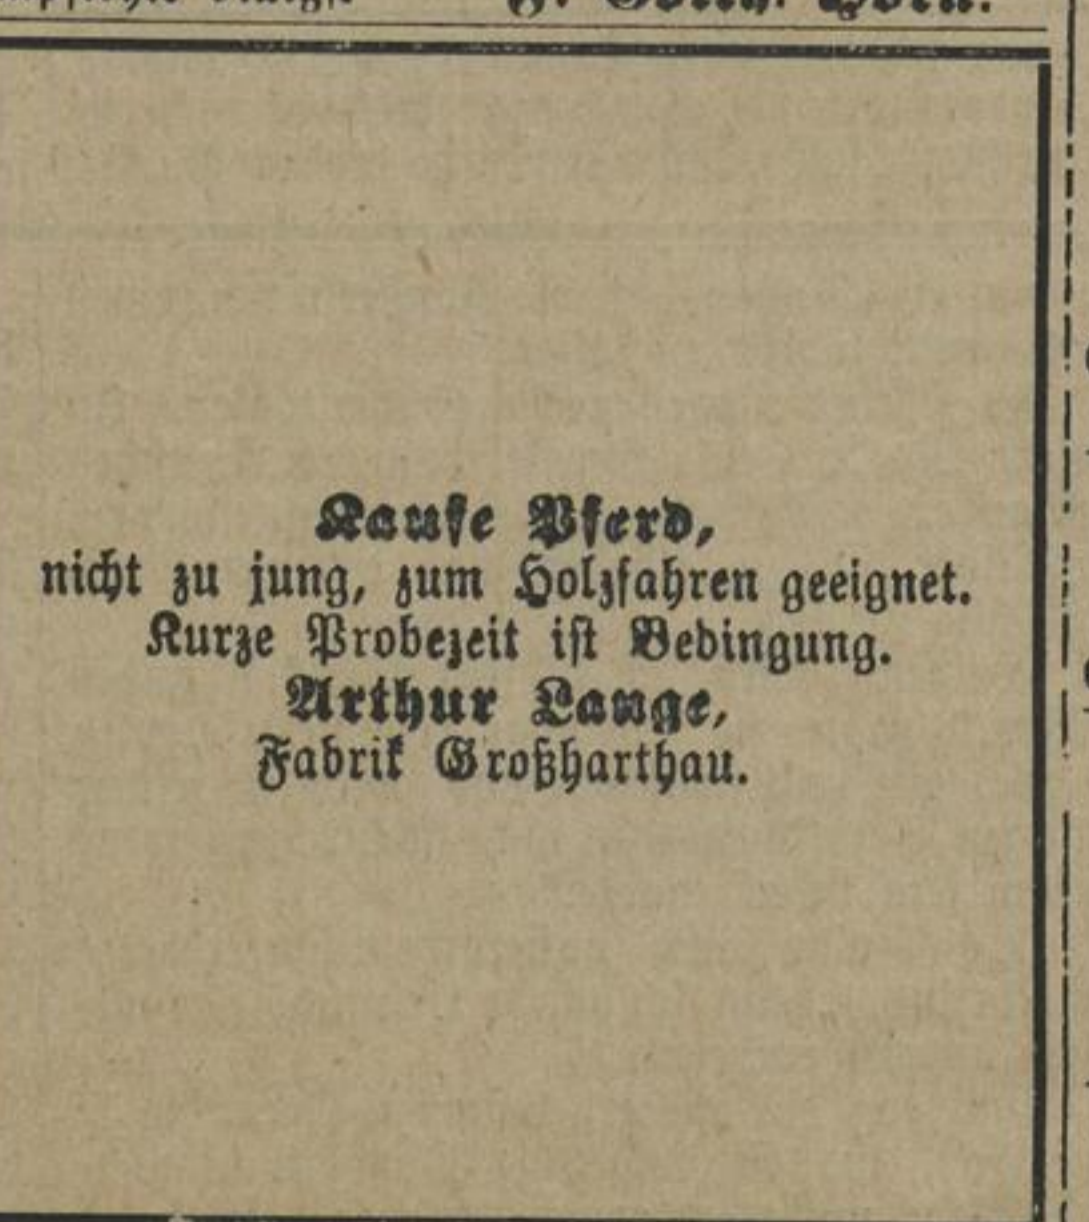 Kaufe Pferd,
nicht zu jung, zum Holzfahren geeignet.
Kurze Probezeit ist Bedingung.
Arthur Lange,
Fabrik Großharthau.